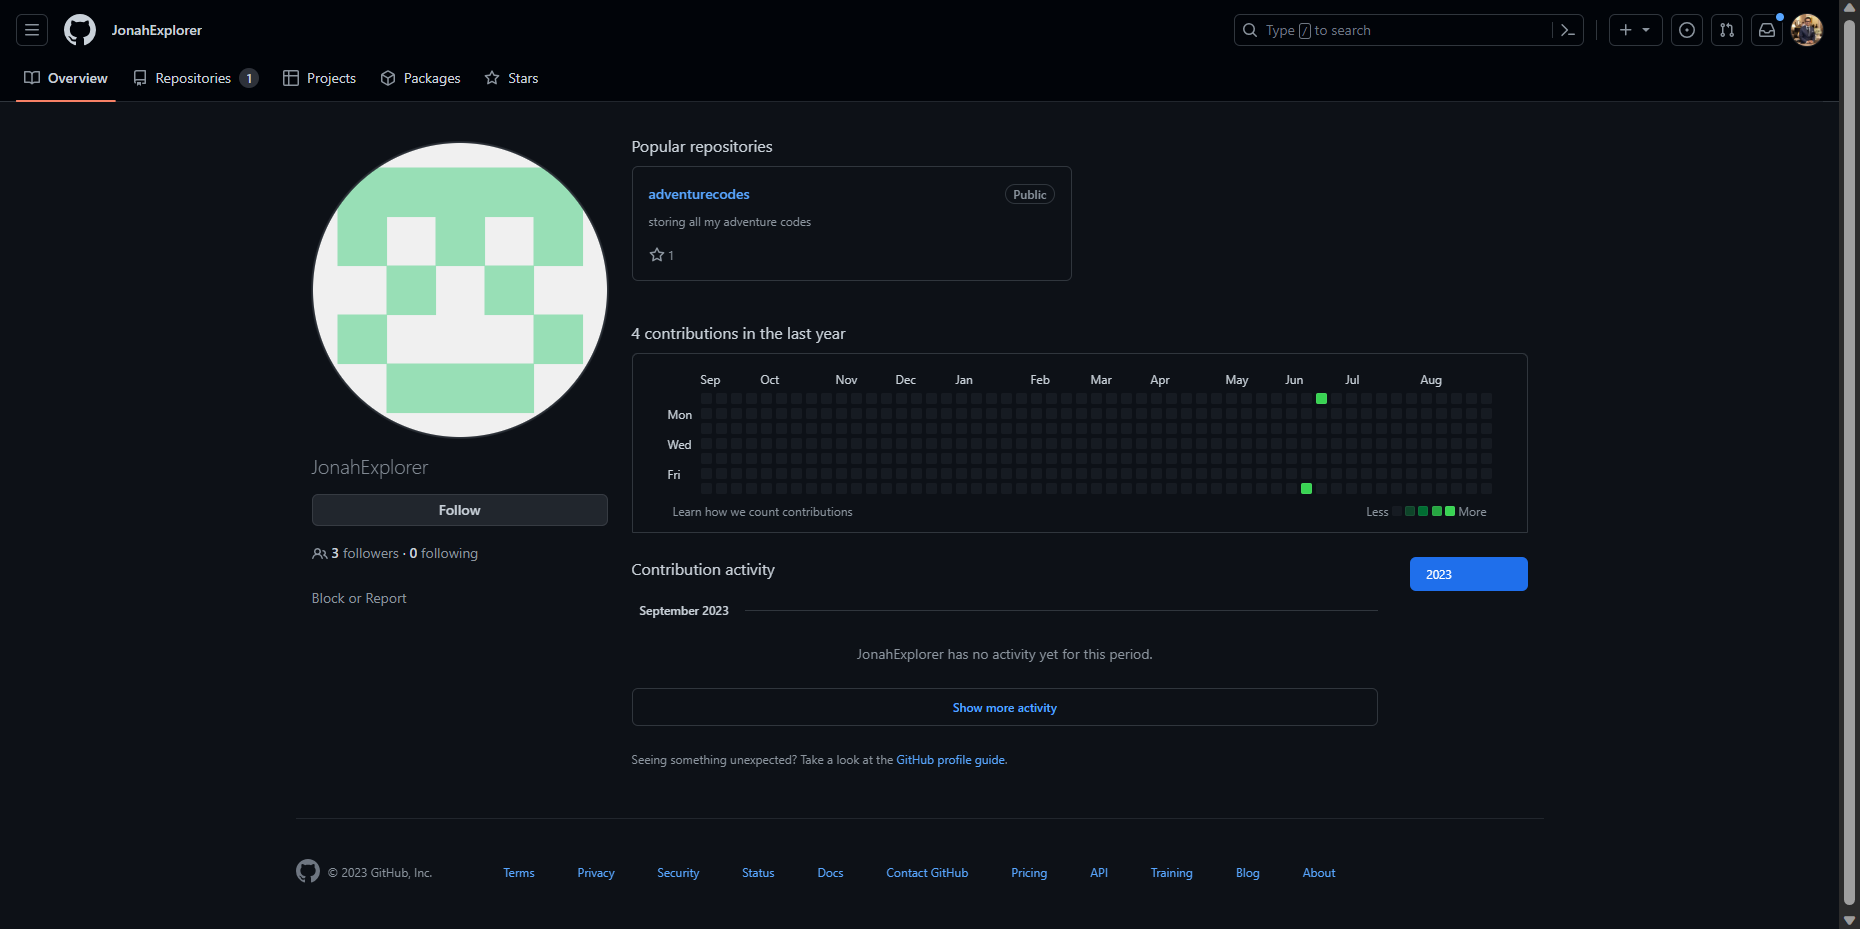 JonahExplorer
Type / to search
Overview
Repositories 1
Projects
Packages
Stars
JonahExplorer
Follow
3 followers · 0 following
Block or Report
Popular repositories
adventurecodes
Public
storing all my adventure codes
1
4 contributions in the last year
Sep Oct Nov Dec Jan Feb Mar Apr May Jun Jul Aug
Mon
Wed
Fri
Learn how we count contributions
Less More
Contribution activity
2023
September 2023
JonahExplorer has no activity yet for this period.
Show more activity
Seeing something unexpected? Take a look at the GitHub profile guide.
© 2023 GitHub, Inc.
Terms
Privacy
Security
Status
Docs
Contact GitHub
Pricing
API
Training
Blog
About